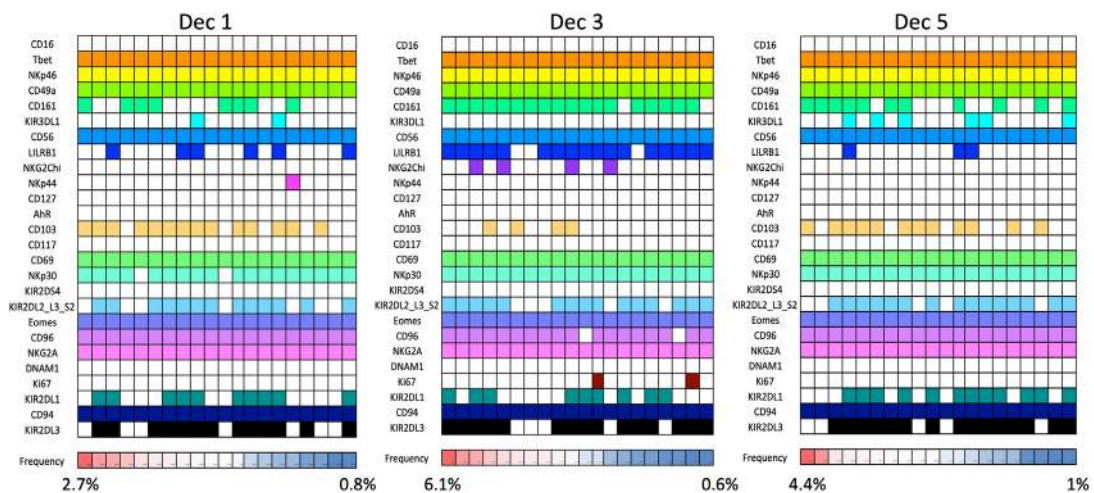 Dec 1
CD16
Tbet
NKp46
CD49a
CD161
KIR3DL1
CD56
LILRB1
NKG2Chi
NKp44
CD127
AhR
CD103
CD117
CD69
NKp30
KIR2DS4
KIR2DL2_L3_S2
Eomes
CD96
NKG2A
DNAM1
Ki67
KIR2DL1
CD94
KIR2DL3
Frequency
2.7% 0.8%
Dec 3
CD16
Tbet
NKp46
CD49a
CD161
KIR3DL1
CD56
LILRB1
NKG2Chi
NKp44
CD127
AhR
CD103
CD117
CD69
NKp30
KIR2DS4
KIR2DL2_L3_S2
Eomes
CD96
NKG2A
DNAM1
Ki67
KIR2DL1
CD94
KIR2DL3
Frequency
6.1% 0.6%
Dec 5
CD16
Tbet
NKp46
CD49a
CD161
KIR3DL1
CD56
LILRB1
NKG2Chi
NKp44
CD127
AhR
CD103
CD117
CD69
NKp30
KIR2DS4
KIR2DL2_L3_S2
Eomes
CD96
NKG2A
DNAM1
Ki67
KIR2DL1
CD94
KIR2DL3
Frequency
4.4% 1%